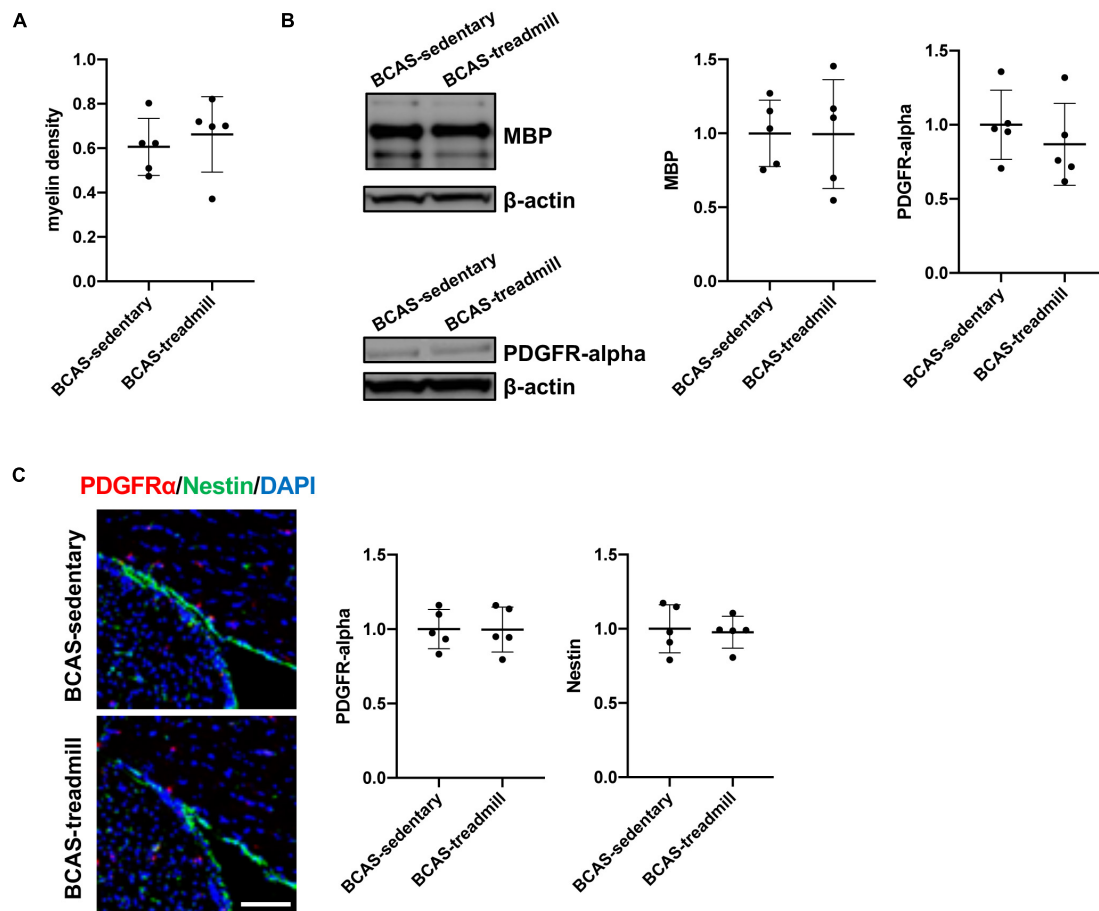 A
myelin density
1.0
0.8
0.6
0.4
0.2
0.0
BCAS-sedentary
BCAS-treadmill
B
BCAS-sedentary
BCAS-treadmill
MBP
β-actin
BCAS-sedentary
BCAS-treadmill
PDGFR-alpha
β-actin
MBP
1.5
1.0
0.5
0.0
BCAS-sedentary
BCAS-treadmill
PDGFR-alpha
1.5
1.0
0.5
0.0
BCAS-sedentary
BCAS-treadmill
C
PDGFRα/Nestin/DAPI
BCAS-sedentary
BCAS-treadmill
PDGFR-alpha
1.5
1.0
0.5
0.0
BCAS-sedentary
BCAS-treadmill
Nestin
1.5
1.0
0.5
0.0
BCAS-sedentary
BCAS-treadmill